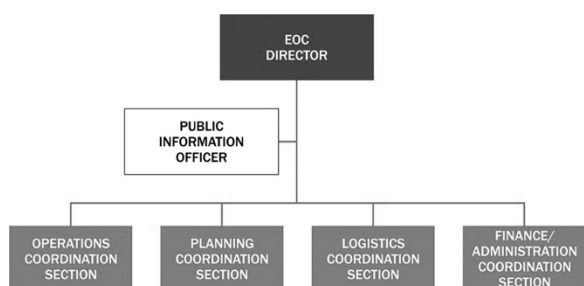 EOC
DIRECTOR
PUBLIC
INFORMATION
OFFICER
OPERATIONS
COORDINATION
SECTION
PLANNING
COORDINATION
SECTION
LOGISTICS
COORDINATION
SECTION
FINANCE/
ADMINISTRATION
COORDINATION
SECTION